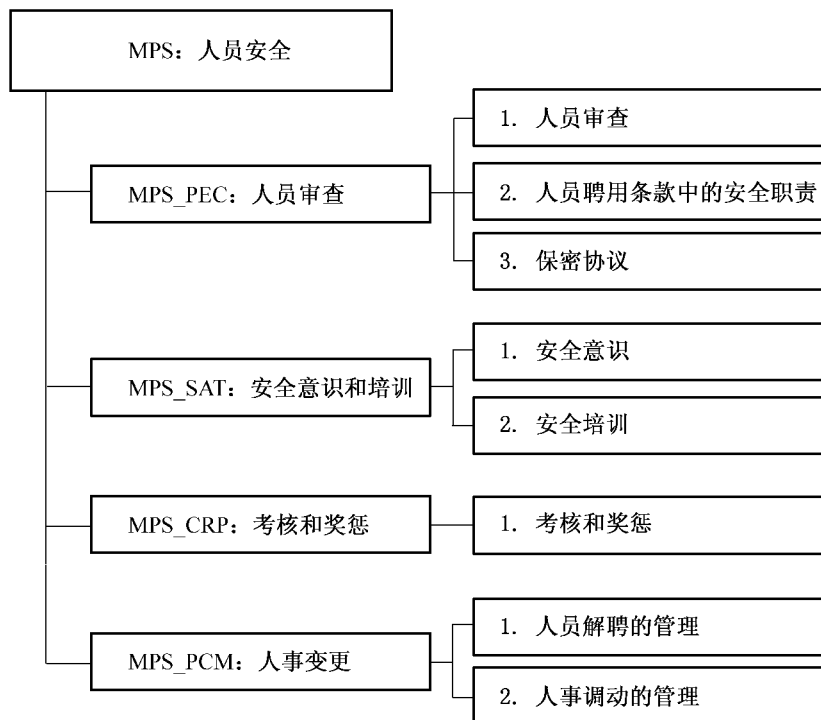 MPS：人员安全
MPS_PEC：人员审查
1. 人员审查
2. 人员聘用条款中的安全职责
3. 保密协议
MPS_SAT：安全意识和培训
1. 安全意识
2. 安全培训
MPS_CRP：考核和奖惩
1. 考核和奖惩
MPS_PCM：人事变更
1. 人员解聘的管理
2. 人事调动的管理